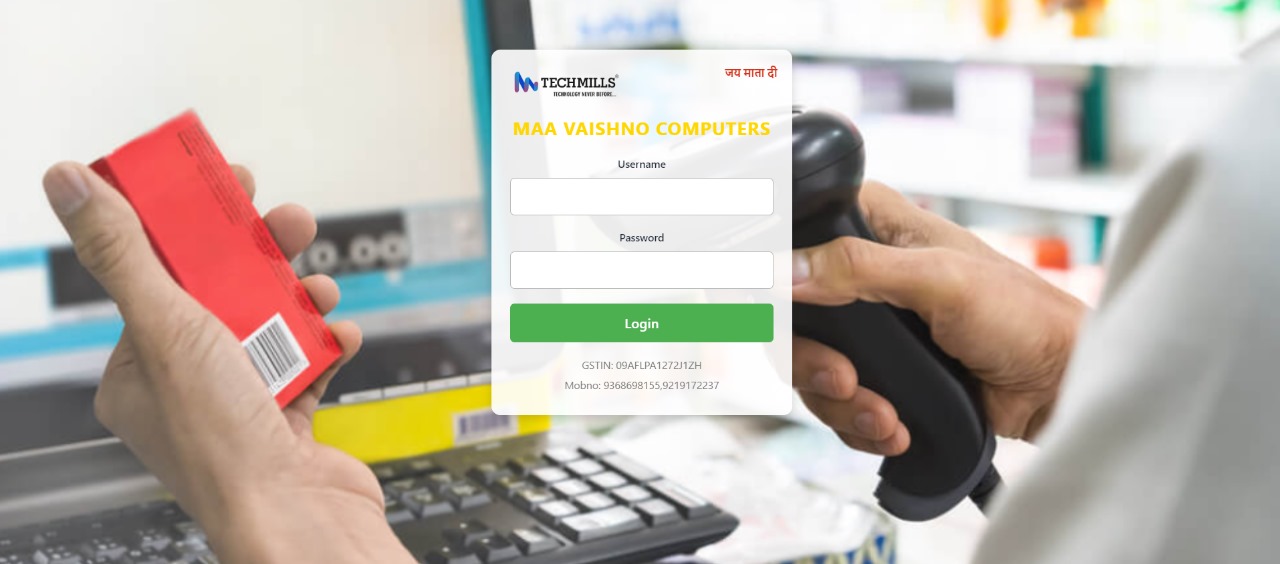 TECHMILLS®
TECHNOLOGY NEVER BEFORE...
जय माता दी
MAA VAISHNO COMPUTERS
Username
Password
Login
GSTIN: 09AFLPA1272J1ZH
Mobno: 9368698155,9219172237